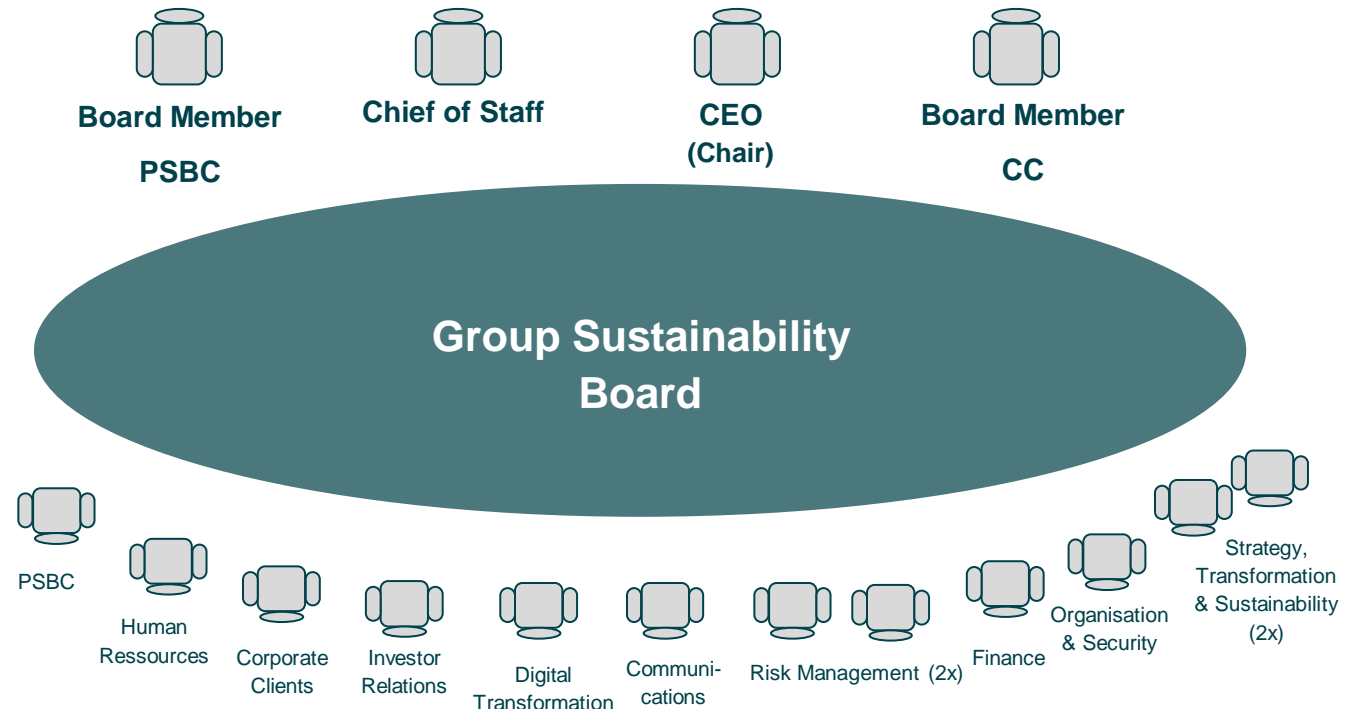 Board Member
PSBC
Chief of Staff
CEO
(Chair)
Board Member
CC
Group Sustainability
Board
PSBC
Human
Ressources
Corporate
Clients
Investor
Relations
Digital
Transformation
Communi-
cations
Risk Management (2x)
Finance
Organisation
& Security
Strategy,
Transformation
& Sustainability
(2x)